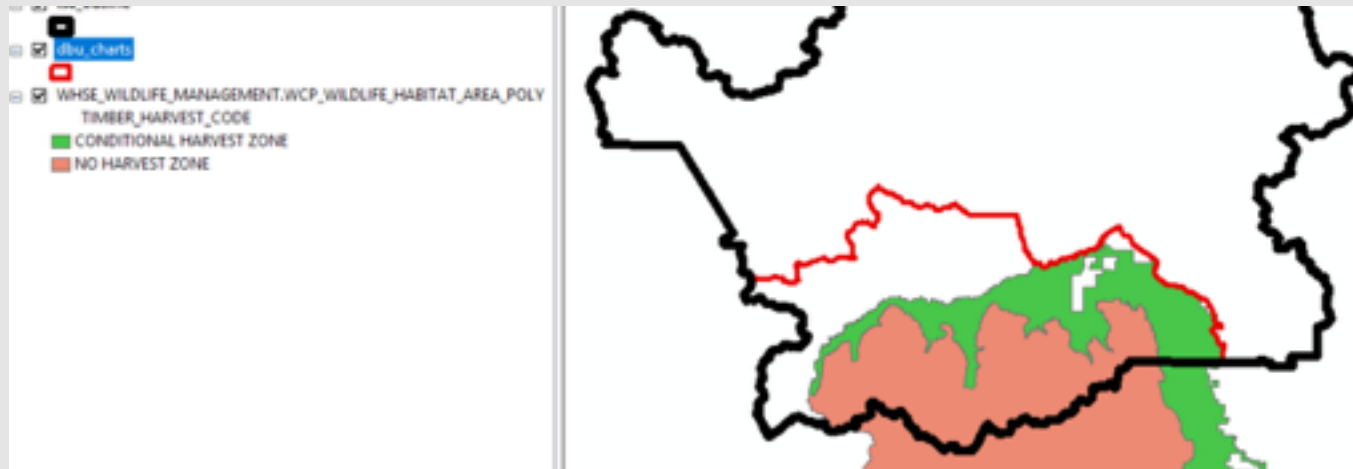 dbu_charts
WHSE_WILDLIFE_MANAGEMENT.WCP_WILDLIFE_HABITAT_AREA_POLY
TIMBER_HARVEST_CODE
CONDITIONAL HARVEST ZONE
NO HARVEST ZONE